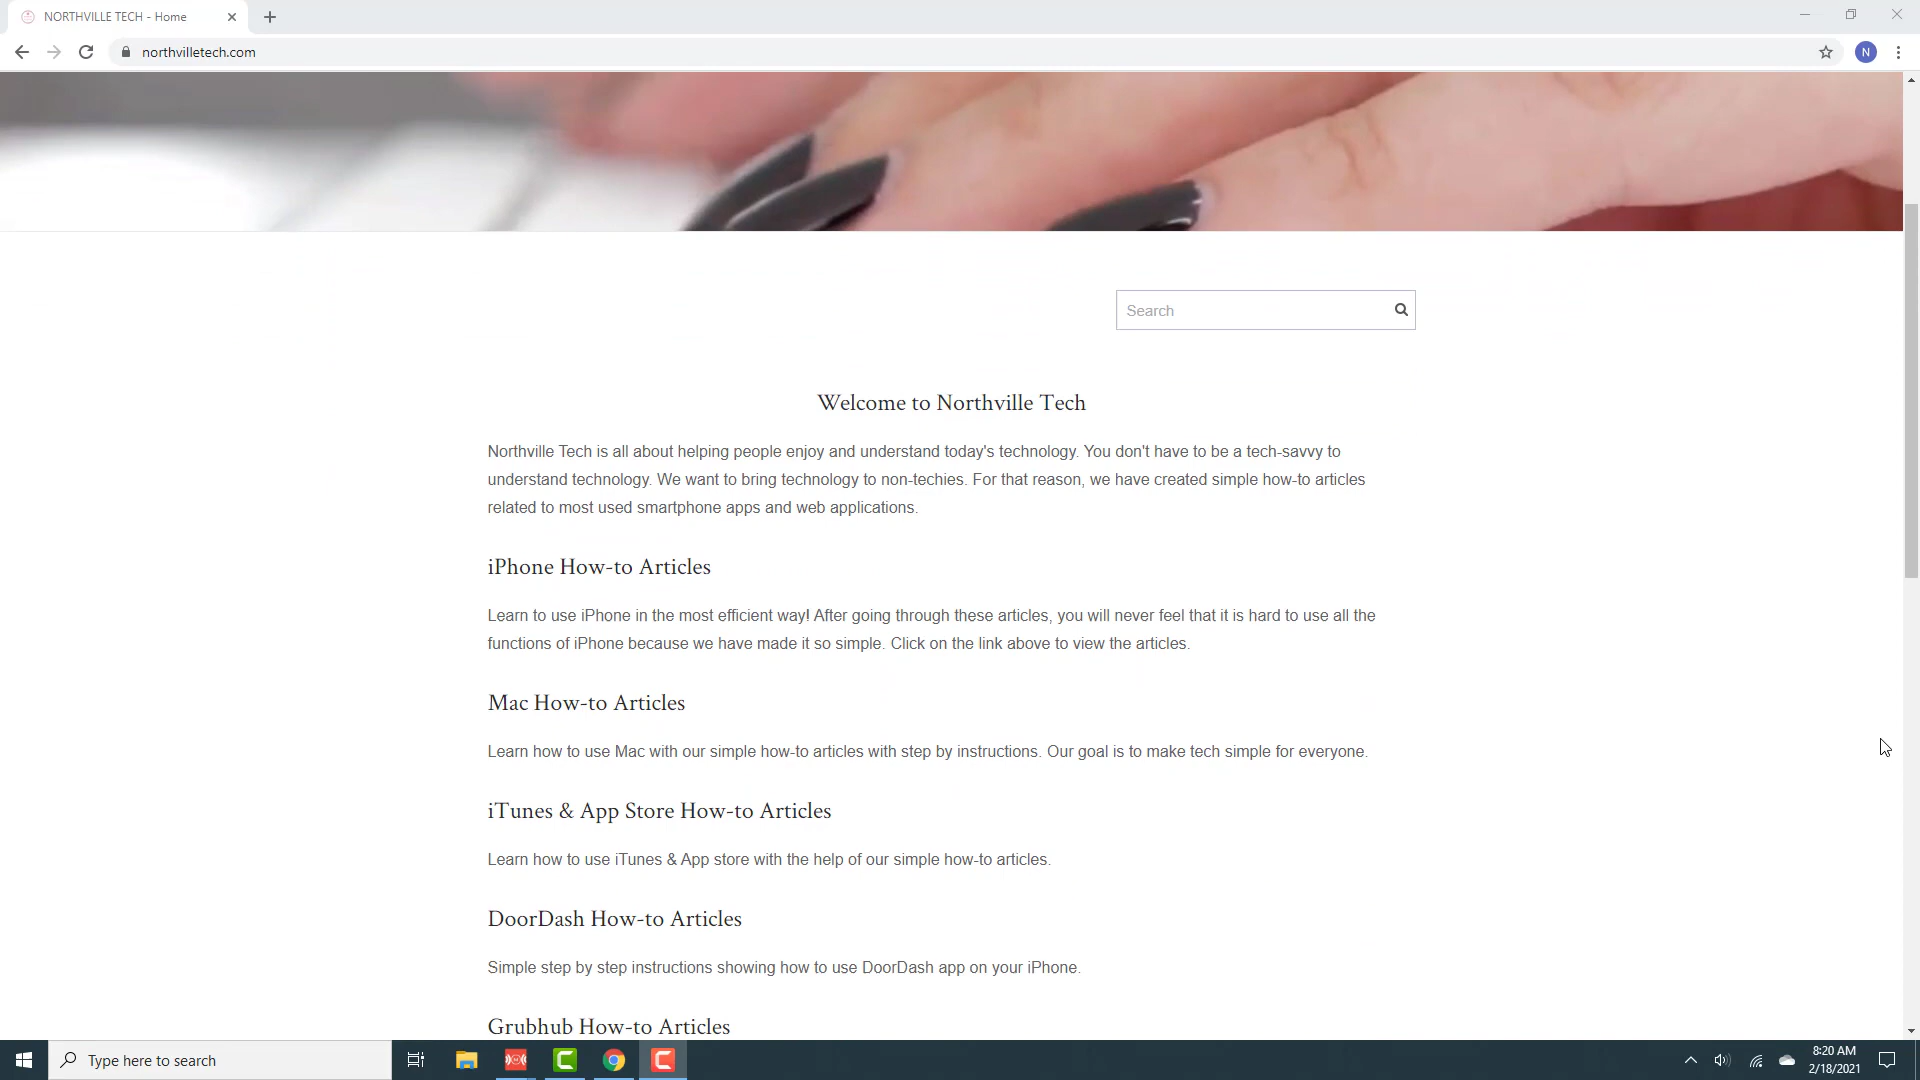 NORTHVILLE TECH - Home
northvilletech.com
N
Search
Welcome to Northville Tech
Northville Tech is all about helping people enjoy and understand today's technology. You don't have to be a tech-savvy to
understand technology. We want to bring technology to non-techies. For that reason, we have created simple how-to articles
related to most used smartphone apps and web applications.
iPhone How-to Articles
Learn to use iPhone in the most efficient way! After going through these articles, you will never feel that it is hard to use all the
functions of iPhone because we have made it so simple. Click on the link above to view the articles.
Mac How-to Articles
Learn how to use Mac with our simple how-to articles with step by instructions. Our goal is to make tech simple for everyone.
iTunes & App Store How-to Articles
Learn how to use iTunes & App store with the help of our simple how-to articles.
DoorDash How-to Articles
Simple step by step instructions showing how to use DoorDash app on your iPhone.
Grubhub How-to Articles
Type here to search
8:20 AM
2/18/2021